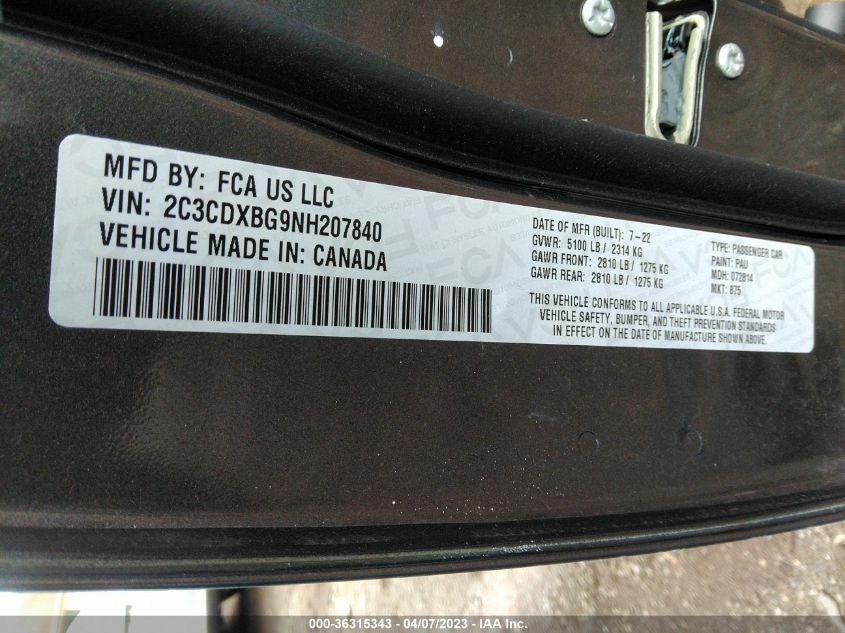 MFD BY: FCA US LLC
VIN: 2C3CDXBG9NH207840
VEHICLE MADE IN: CANADA
DATE OF MFR (BUILT): 7-22
GVWR: 5100 LB / 2314 KG
GAWR FRONT: 2810 LB / 1275 KG
GAWR REAR: 2810 LB / 1275 KG
TYPE: PASSENGER CAR
PAINT: PAU
MDH: 072814
MKT: 875
THIS VEHICLE CONFORMS TO ALL APPLICABLE U.S.A. FEDERAL MOTOR
VEHICLE SAFETY, BUMPER, AND THEFT PREVENTION STANDARDS
IN EFFECT ON THE DATE OF MANUFACTURE SHOWN ABOVE.
000-36315343 - 04/07/2023 - IAA Inc.